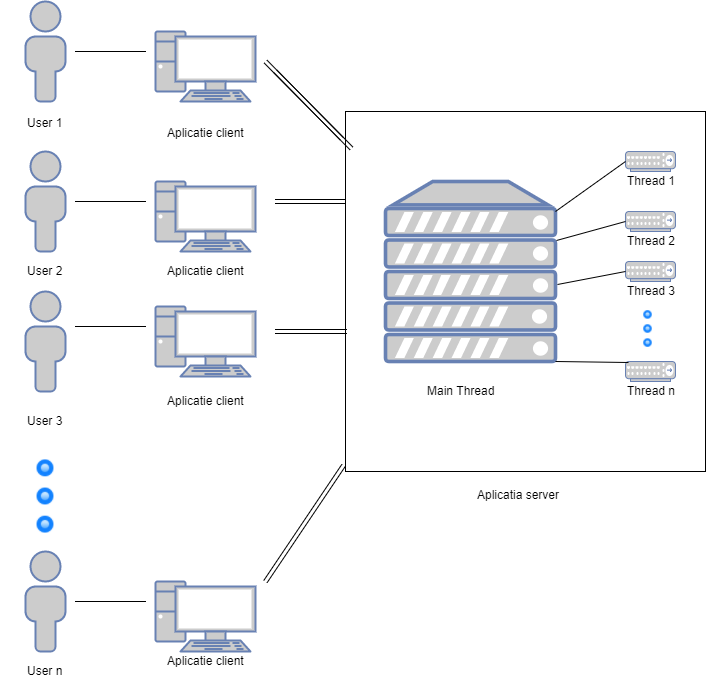 User 1
Aplicatie client
User 2
Aplicatie client
User 3
Aplicatie client
User n
Aplicatie client
Main Thread
Thread 1
Thread 2
Thread 3
Thread n
Aplicatia server